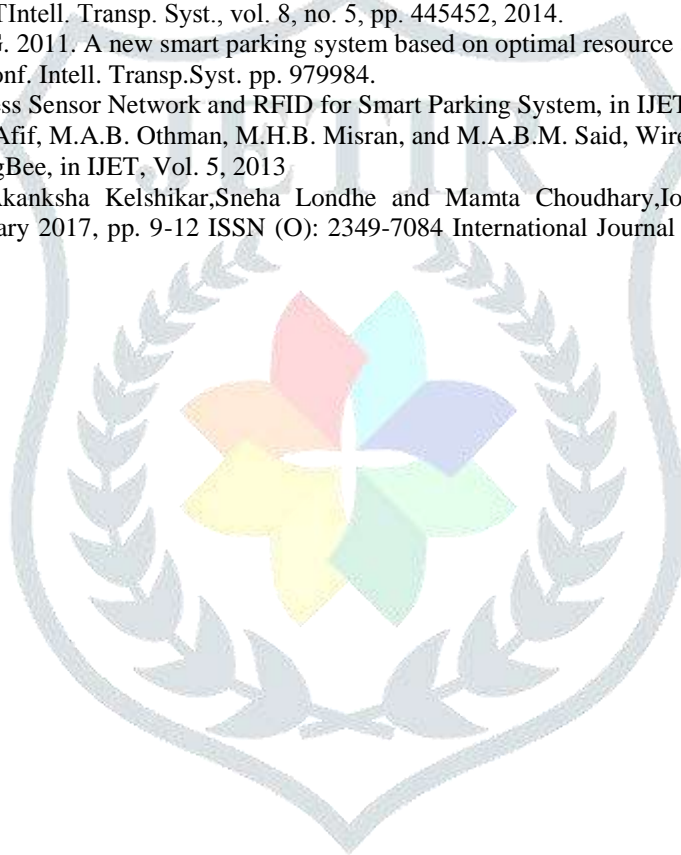 TIntell. Transp. Syst., vol. 8, no. 5, pp. 445452, 2014.
G. 2011. A new smart parking system based on optimal resource
onf. Intell. Transp.Syst. pp. 979984.
ess Sensor Network and RFID for Smart Parking System, in IJET
Afif, M.A.B. Othman, M.H.B. Misran, and M.A.B.M. Said, Wire
gBee, in IJET, Vol. 5, 2013
Akanksha Kelshikar,Sneha Londhe and Mamta Choudhary,Io
ary 2017, pp. 9-12 ISSN (O): 2349-7084 International Journal
JETIR